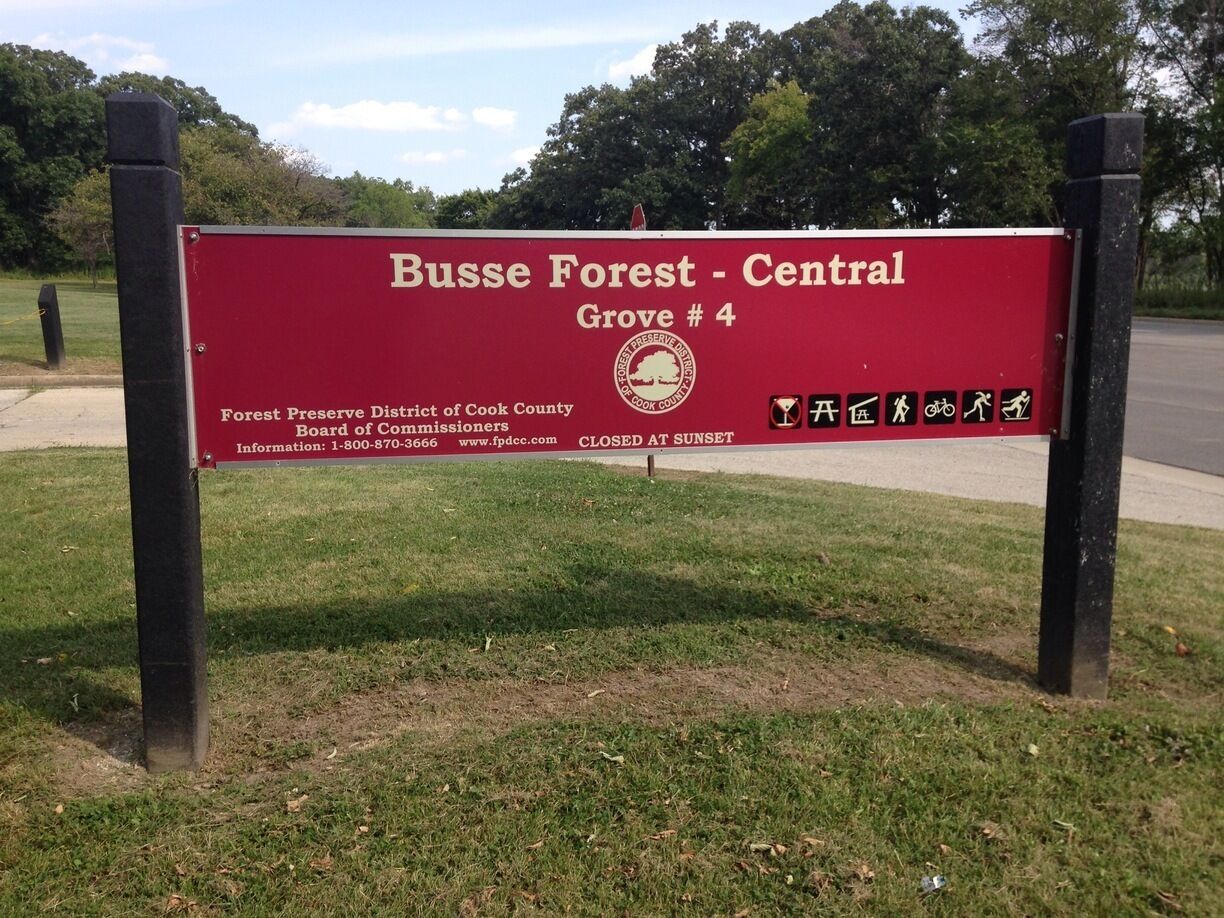 Busse Forest - Central
Grove # 4
FOREST PRESERVE DISTRICT
OF COOK COUNTY
Forest Preserve District of Cook County
Board of Commissioners
Information: 1-800-870-3666 www.fpdcc.com
CLOSED AT SUNSET